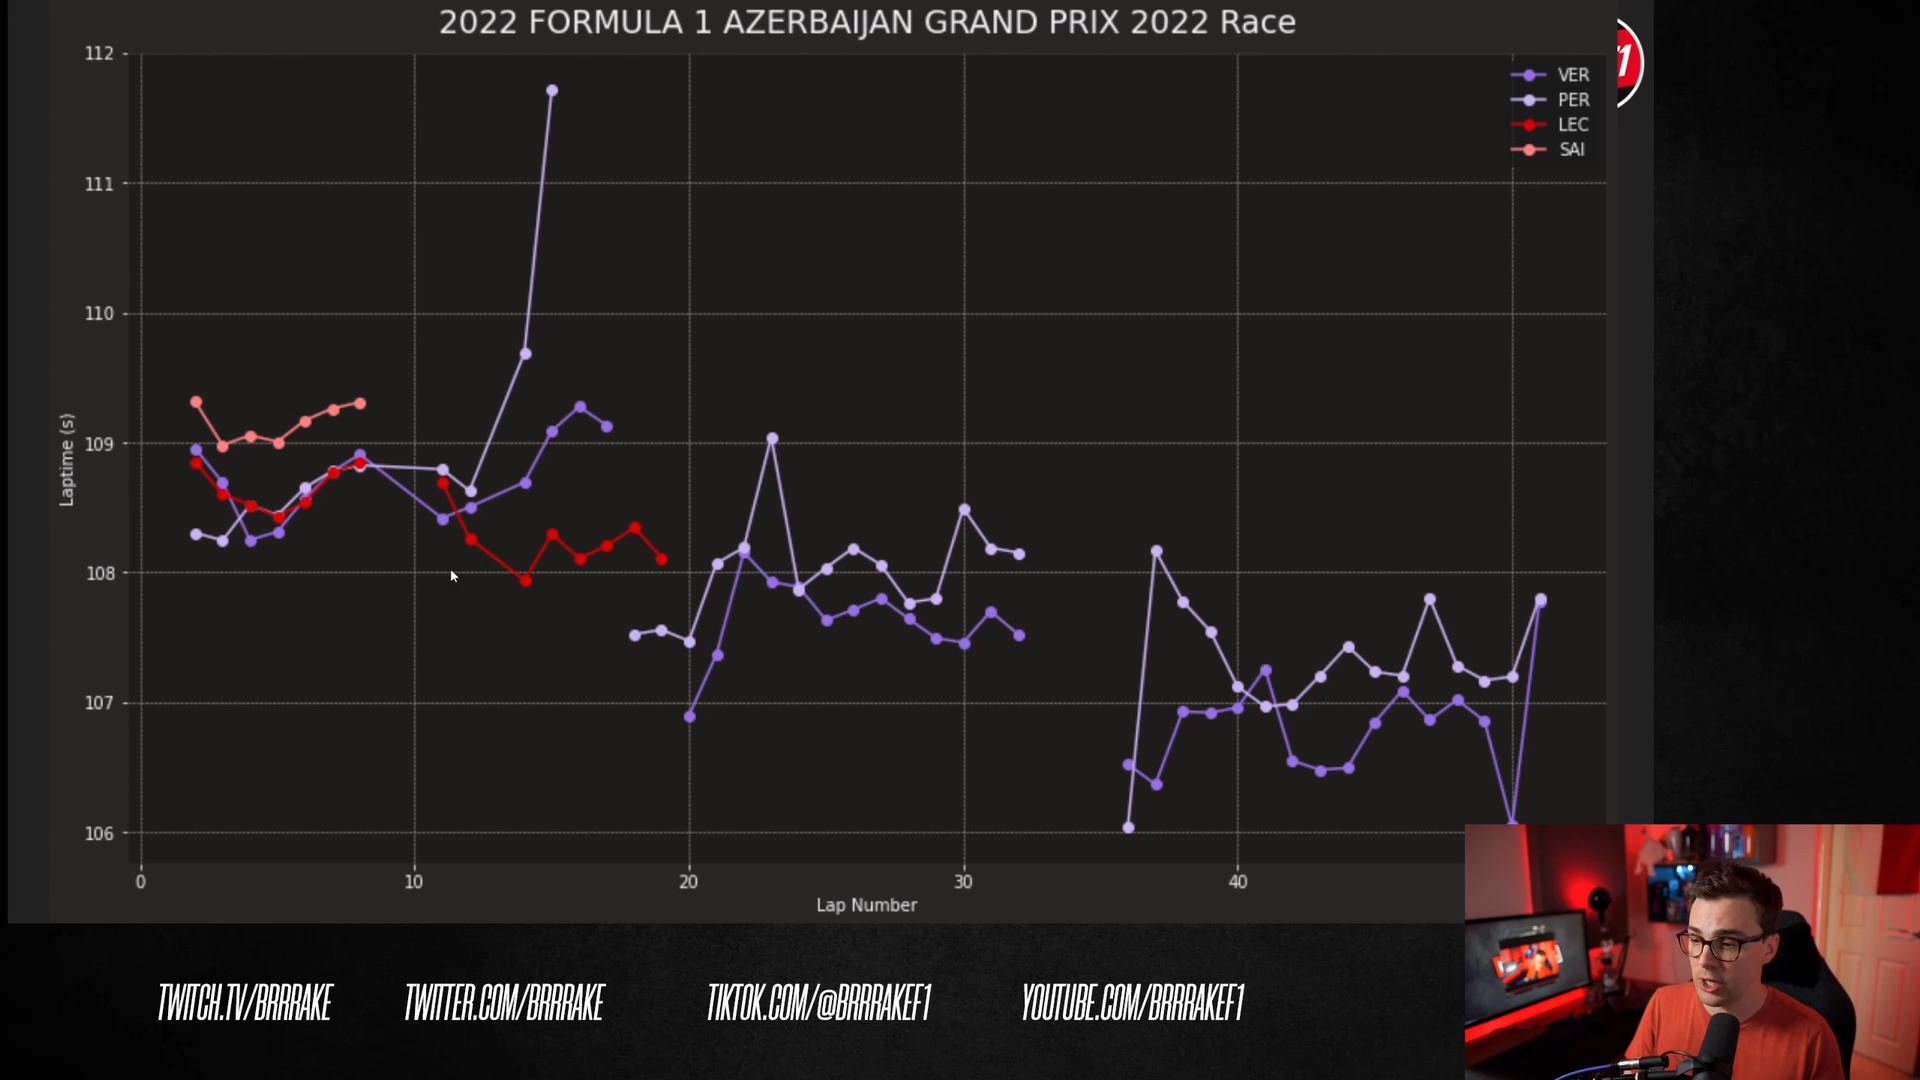 2022 FORMULA 1 AZERBAIJAN GRAND PRIX 2022 Race
112
111
110
109
108
107
106
Laptime (s)
VER
PER
LEC
SAI
0
10
20
30
40
Lap Number
TWITCH.TV/BRRRAKE
TWITTER.COM/BRRRAKE
TIKTOK.COM/@BRRRAKEF1
YOUTUBE.COM/BRRRAKEF1